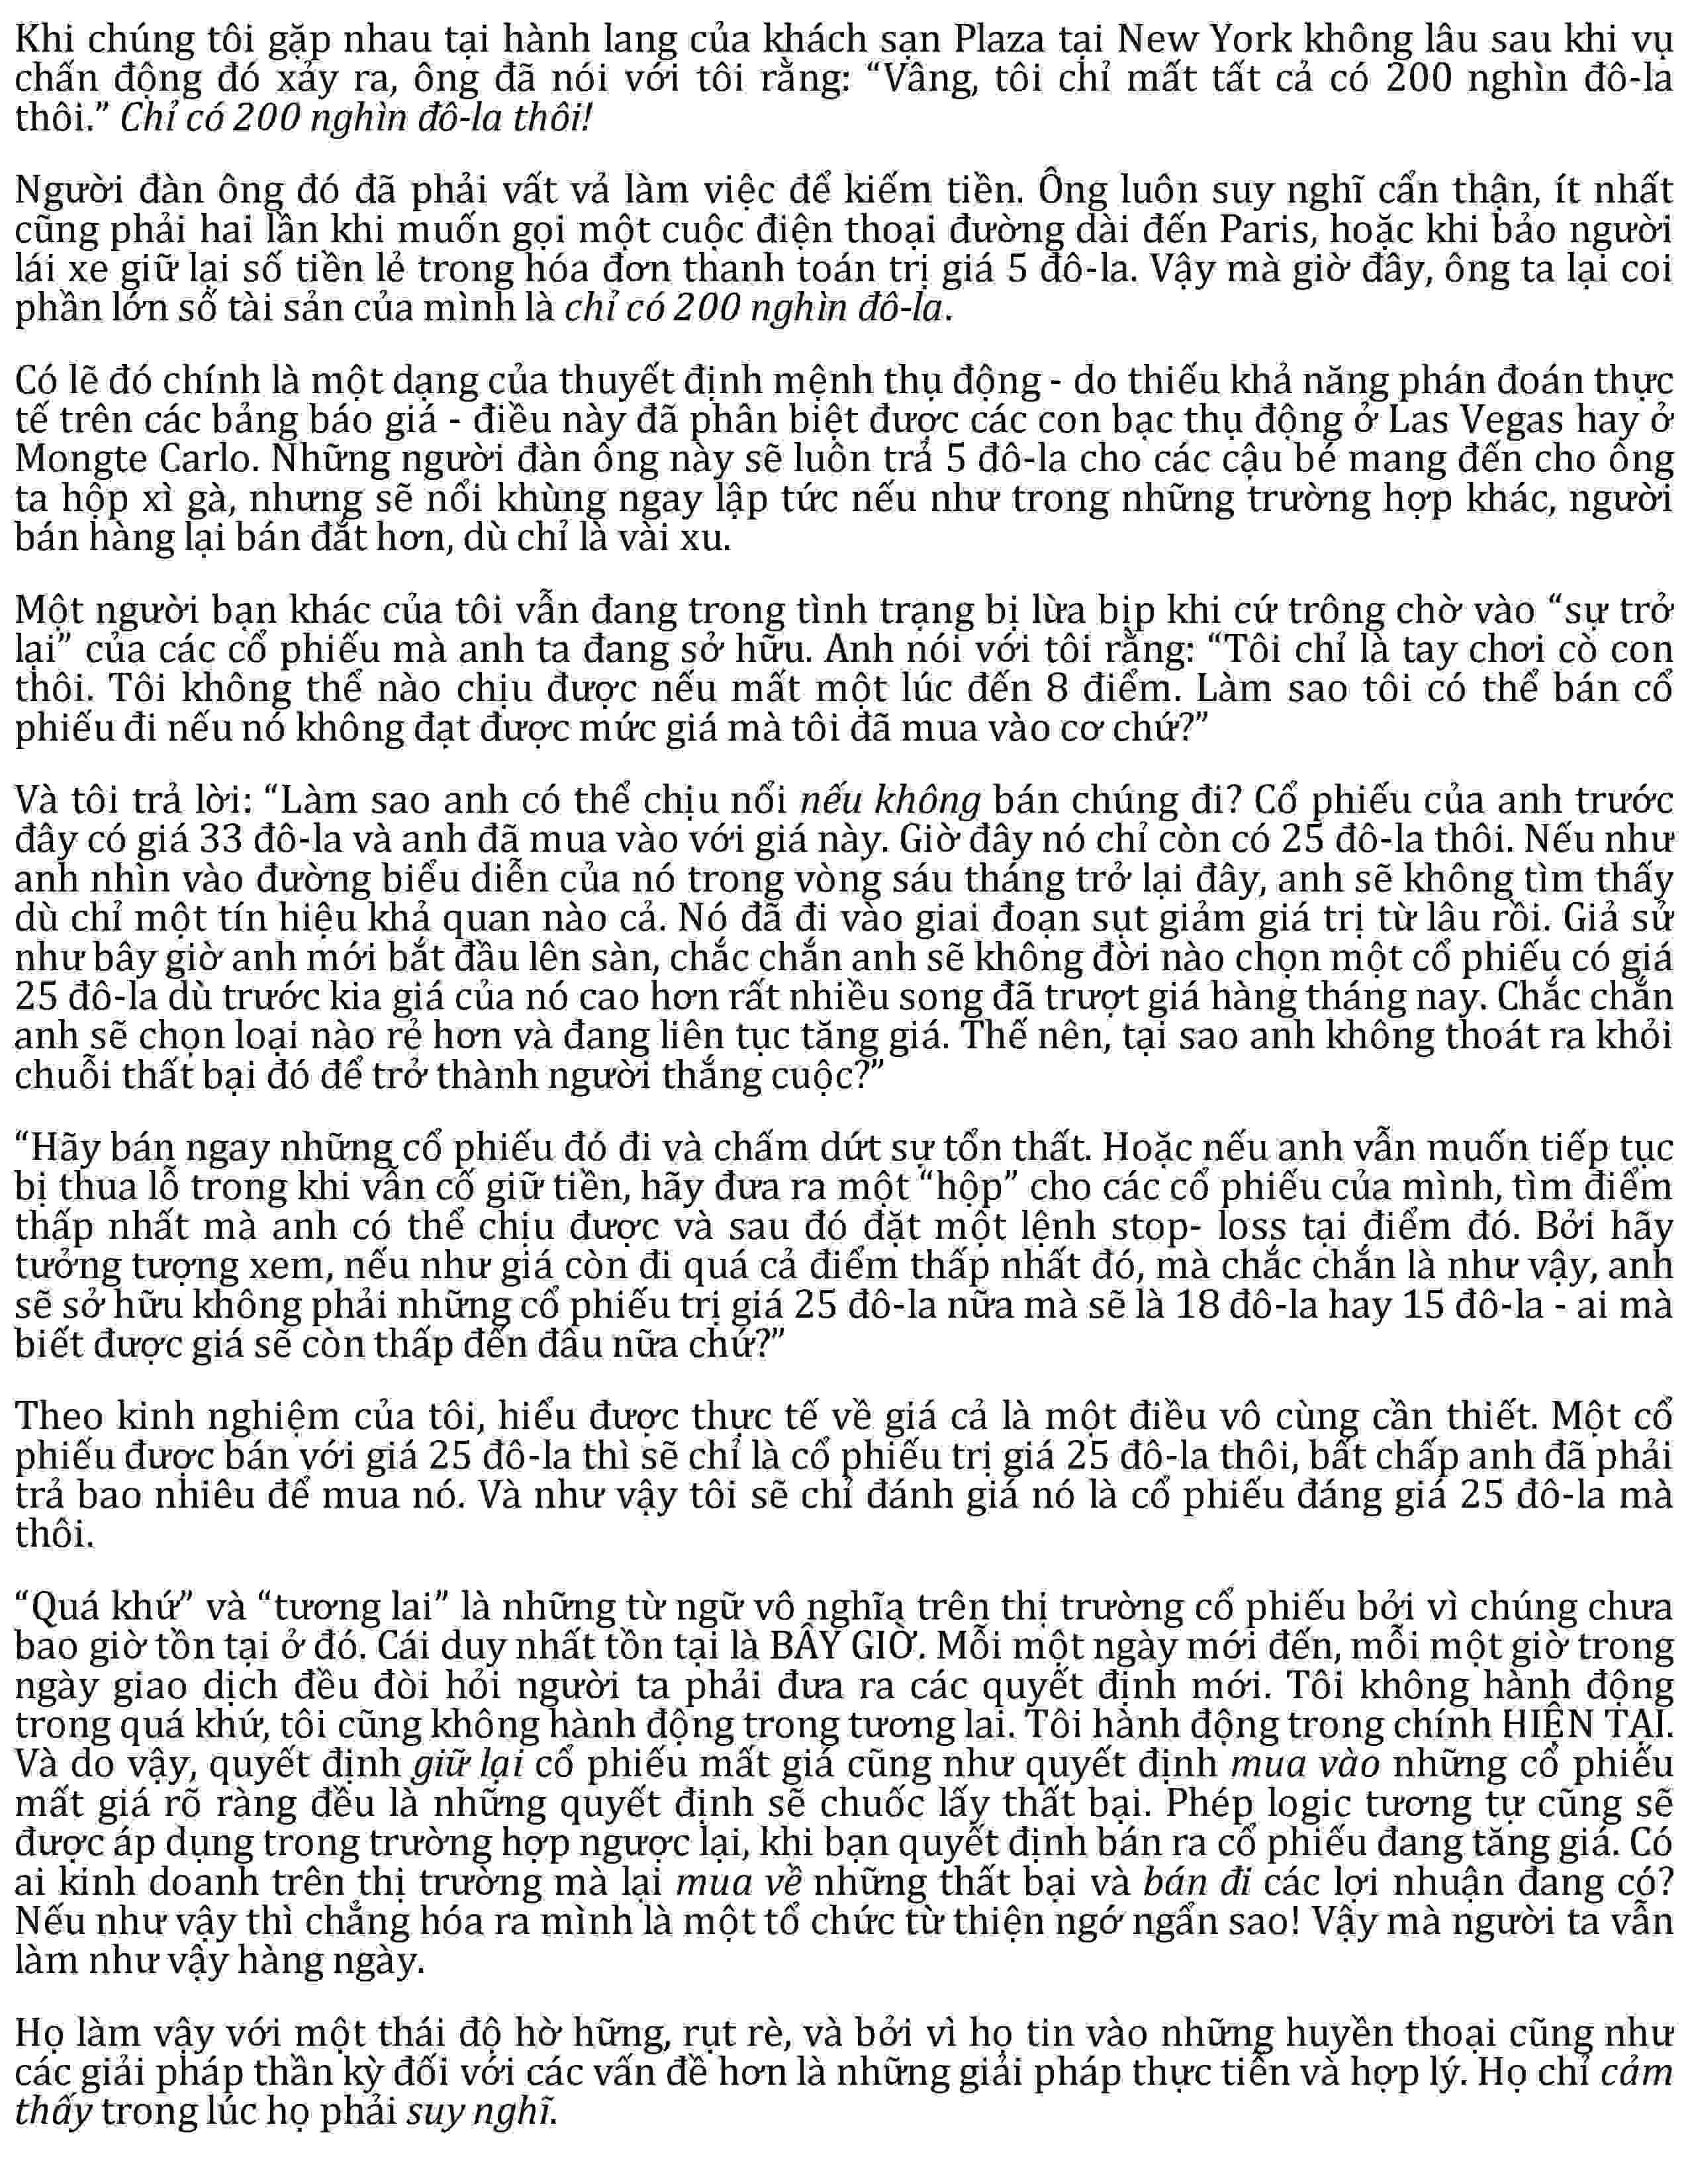 Khi chúng tôi gặp nhau tại hành lang của khách sạn Plaza tại New York không lâu sau khi vụ
chấn động đó xảy ra, ông đã nói với tôi rằng: “Vâng, tôi chỉ mất tất cả có 200 nghìn đô-la
thôi.” Chỉ có 200 nghìn đô-la thôi!
Người đàn ông đó đã phải vất vả làm việc để kiếm tiền. Ông luôn suy nghĩ cẩn thận, ít nhất
cũng phải hai lần khi muốn gọi một cuộc điện thoại đường dài đến Paris, hoặc khi bảo người
lái xe giữ lại số tiền lẻ trong hóa đơn thanh toán trị giá 5 đô-la. Vậy mà giờ đây, ông ta lại coi
phần lớn số tài sản của mình là chỉ có 200 nghìn đô-la.
Có lẽ đó chính là một dạng của thuyết định mệnh thụ động - do thiếu khả năng phán đoán thực
tế trên các bảng báo giá - điều này đã phân biệt được các con bạc thụ động ở Las Vegas hay ở
Mongte Carlo. Những người đàn ông này sẽ luôn trả 5 đô-la cho các cậu bé mang đến cho ông
ta hộp xì gà, nhưng sẽ nổi khùng ngay lập tức nếu như trong những trường hợp khác, người
bán hàng lại bán đắt hơn, dù chỉ là vài xu.
Một người bạn khác của tôi vẫn đang trong tình trạng bị lừa bịp khi cứ trông chờ vào “sự trở
lại” của các cổ phiếu mà anh ta đang sở hữu. Anh nói với tôi rằng: “Tôi chỉ là tay chơi cò con
thôi. Tôi không thể nào chịu được nếu mất một lúc đến 8 điểm. Làm sao tôi có thể bán cổ
phiếu đi nếu nó không đạt được mức giá mà tôi đã mua vào cơ chứ?”
Và tôi trả lời: “Làm sao anh có thể chịu nổi nếu không bán chúng đi? Cổ phiếu của anh trước
đây có giá 33 đô-la và anh đã mua vào với giá này. Giờ đây nó chỉ còn có 25 đô-la thôi. Nếu như
anh nhìn vào đường biểu diễn của nó trong vòng sáu tháng trở lại đây, anh sẽ không tìm thấy
dù chỉ một tín hiệu khả quan nào cả. Nó đã đi vào giai đoạn sụt giảm giá trị từ lâu rồi. Giả sử
như bây giờ anh mới bắt đầu lên sàn, chắc chắn anh sẽ không đời nào chọn một cổ phiếu có giá
25 đô-la dù trước kia giá của nó cao hơn rất nhiều song đã trượt giá hàng tháng nay. Chắc chắn
anh sẽ chọn loại nào rẻ hơn và đang liên tục tăng giá. Thế nên, tại sao anh không thoát ra khỏi
chuỗi thất bại đó để trở thành người thắng cuộc?”
“Hãy bán ngay những cổ phiếu đó đi và chấm dứt sự tổn thất. Hoặc nếu anh vẫn muốn tiếp tục
bị thua lỗ trong khi vẫn cố giữ tiền, hãy đưa ra một “hộp” cho các cổ phiếu của mình, tìm điểm
thấp nhất mà anh có thể chịu được và sau đó đặt một lệnh stop- loss tại điểm đó. Bởi hãy
tưởng tượng xem, nếu như giá còn đi quá cả điểm thấp nhất đó, mà chắc chắn là như vậy, anh
sẽ sở hữu không phải những cổ phiếu trị giá 25 đô-la nữa mà sẽ là 18 đô-la hay 15 đô-la - ai mà
biết được giá sẽ còn thấp đến đâu nữa chứ?”
Theo kinh nghiệm của tôi, hiểu được thực tế về giá cả là một điều vô cùng cần thiết. Một cổ
phiếu được bán với giá 25 đô-la thì sẽ chỉ là cổ phiếu trị giá 25 đô-la thôi, bất chấp anh đã phải
trả bao nhiêu để mua nó. Và như vậy tôi sẽ chỉ đánh giá nó là cổ phiếu đáng giá 25 đô-la mà
thôi.
“Quá khứ” và “tương lai” là những từ ngữ vô nghĩa trên thị trường cổ phiếu bởi vì chúng chưa
bao giờ tồn tại ở đó. Cái duy nhất tồn tại là BÂY GIỜ. Mỗi một ngày mới đến, mỗi một giờ trong
ngày giao dịch đều đòi hỏi người ta phải đưa ra các quyết định mới. Tôi không hành động
trong quá khứ, tôi cũng không hành động trong tương lai. Tôi hành động trong chính HIỆN TẠI.
Và do vậy, quyết định giữ lại cổ phiếu mất giá cũng như quyết định mua vào những cổ phiếu
mất giá rõ ràng đều là những quyết định sẽ chuốc lấy thất bại. Phép logic tương tự cũng sẽ
được áp dụng trong trường hợp ngược lại, khi bạn quyết định bán ra cổ phiếu đang tăng giá. Có
ai kinh doanh trên thị trường mà lại mua về những thất bại và bán đi các lợi nhuận đang có?
Nếu như vậy thì chẳng hóa ra mình là một tổ chức từ thiện ngớ ngẩn sao! Vậy mà người ta vẫn
làm như vậy hàng ngày.
Họ làm vậy với một thái độ hờ hững, rụt rè, và bởi vì họ tin vào những huyền thoại cũng như
các giải pháp thần kỳ đối với các vấn đề hơn là những giải pháp thực tiễn và hợp lý. Họ chỉ cảm
thấy trong lúc họ phải suy nghĩ.